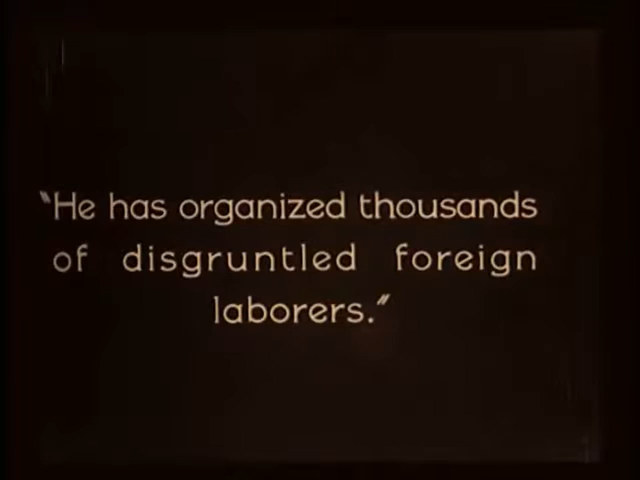 “He has organized thousands
of disgruntled foreign
laborers.”